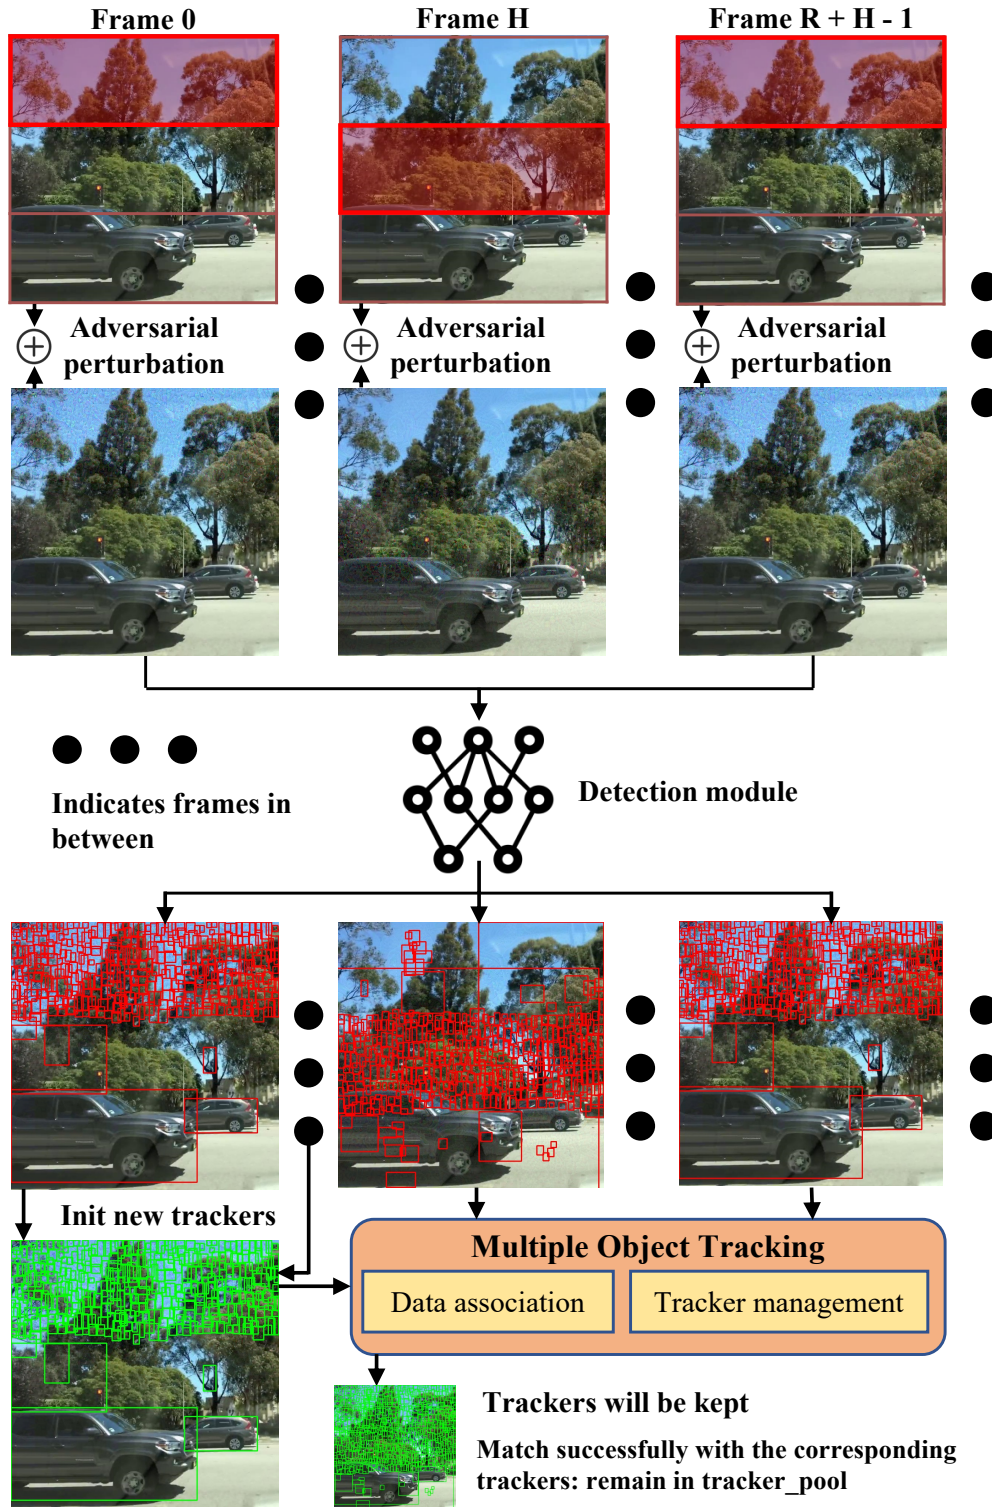 Frame 0
Frame H
Frame R + H - 1
Adversarial
perturbation
Adversarial
perturbation
Adversarial
perturbation
Indicates frames in
between
Detection module
Init new trackers
Multiple Object Tracking
Data association
Tracker management
Trackers will be kept
Match successfully with the corresponding
trackers: remain in tracker_pool